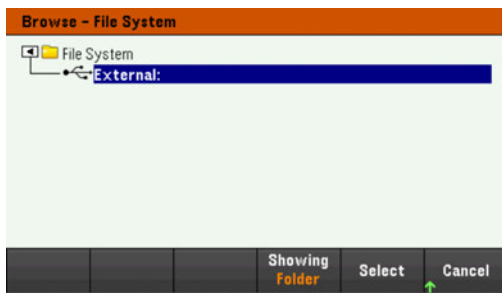 Browse - File System
File System
External:
Showing
Folder
Select
Cancel